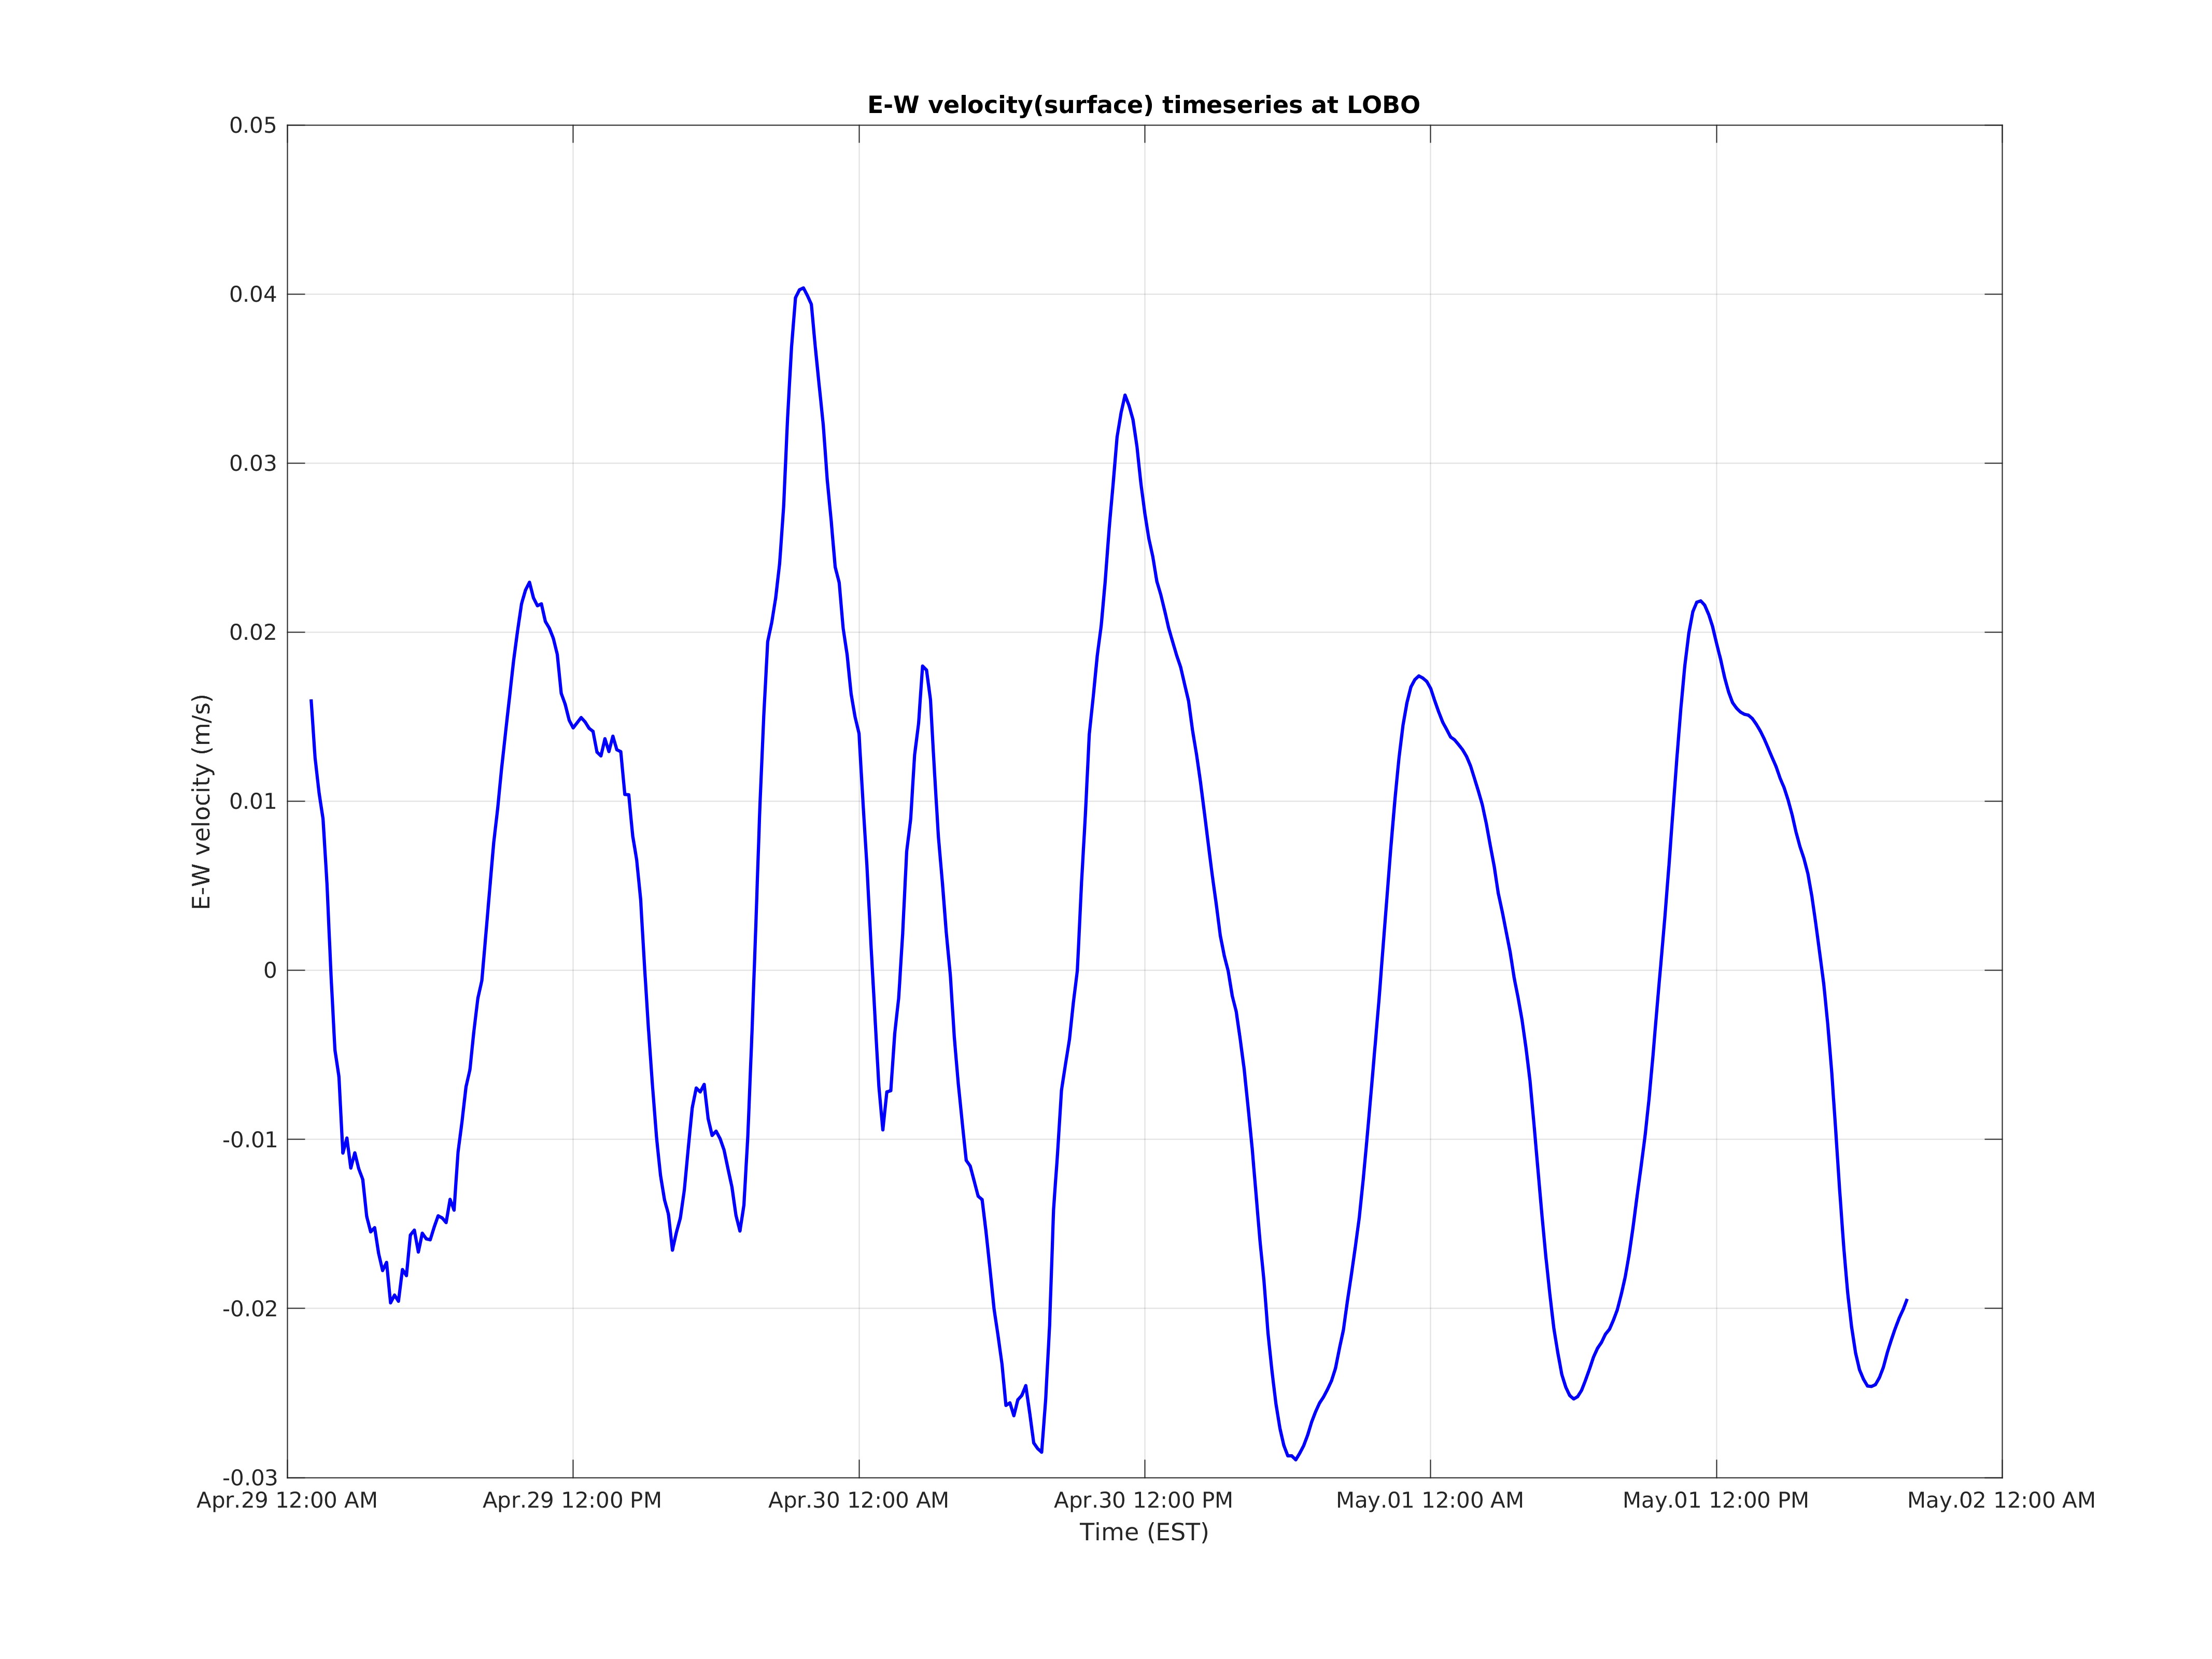 E-W velocity(surface) timeseries at LOBO
0.05
0.04
0.03
0.02
0.01
0
-0.01
-0.02
-0.03
E-W velocity (m/s)
Apr.29 12:00 AM Apr.29 12:00 PM Apr.30 12:00 AM Apr.30 12:00 PM May.01 12:00 AM May.01 12:00 PM May.02 12:00 AM
Time (EST)